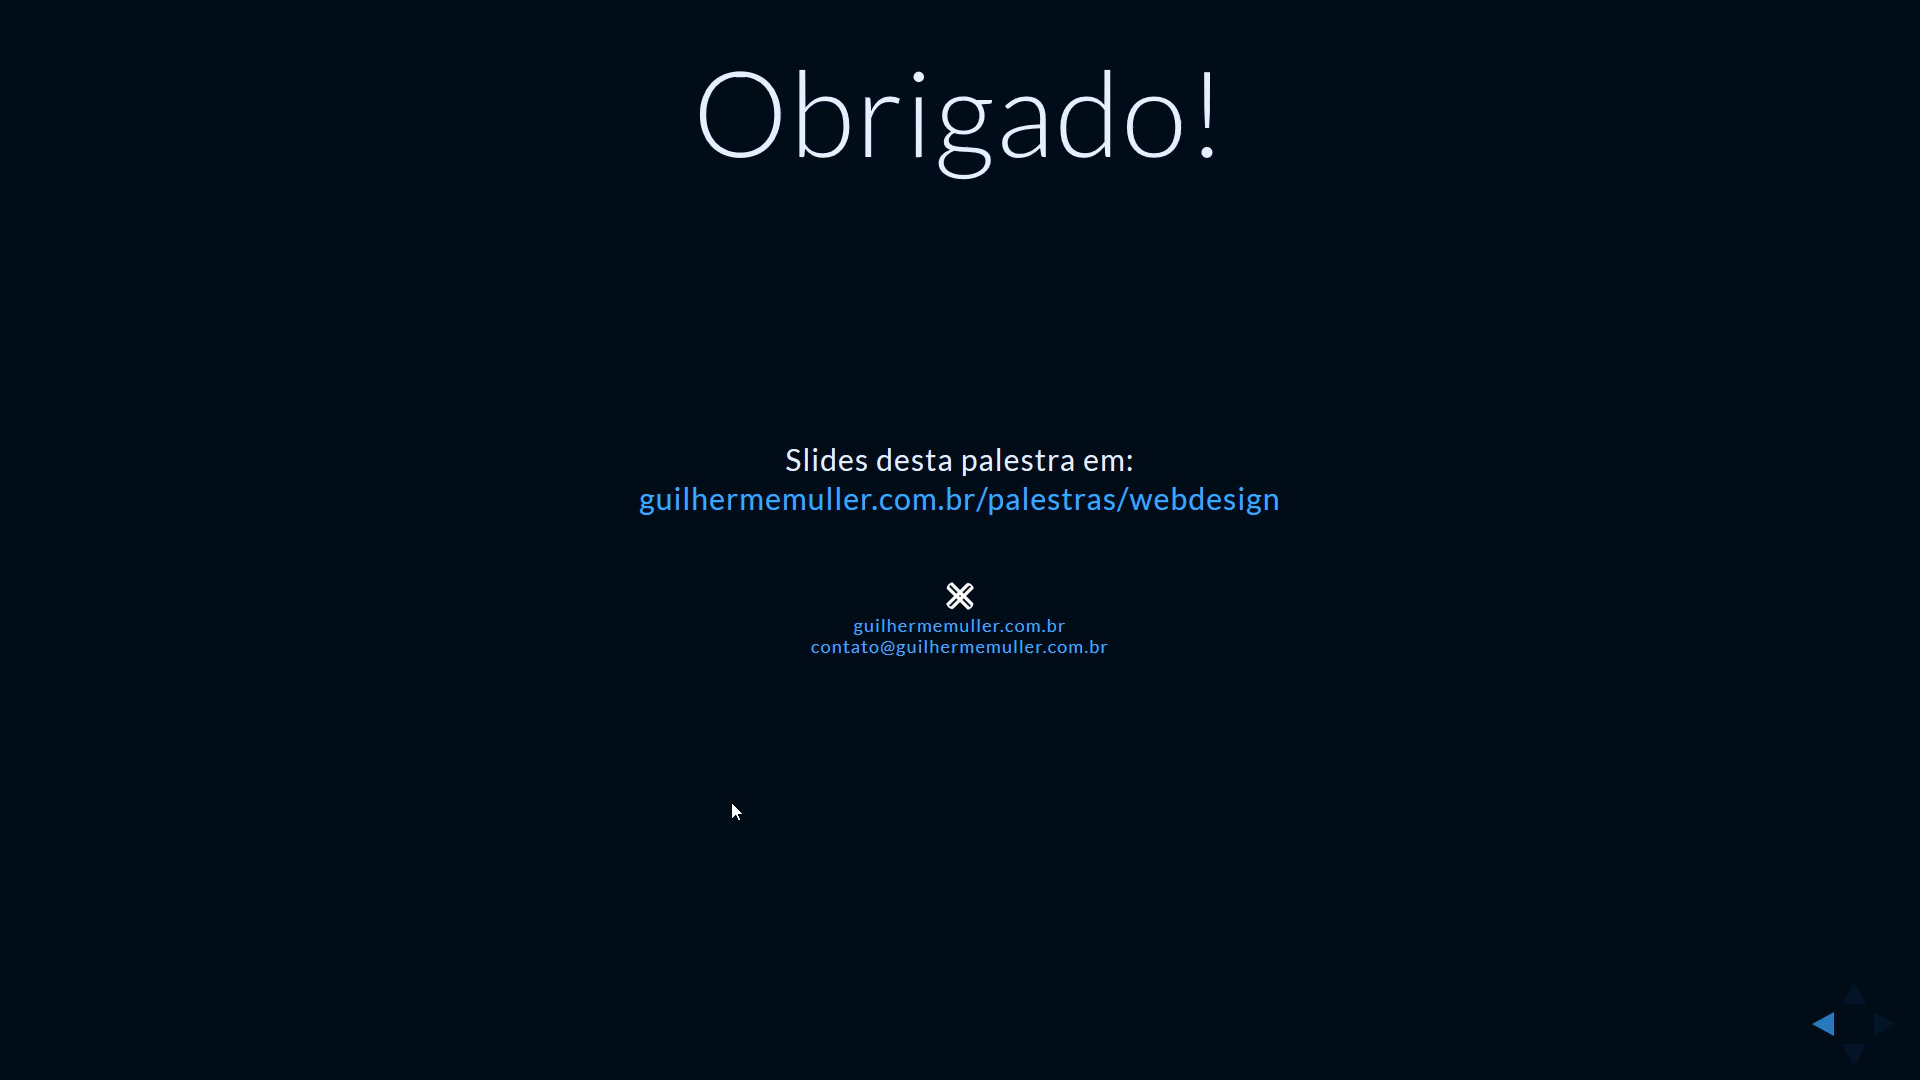 Obrigado!
Slides desta palestra em:
guilhermemuller.com.br/palestras/webdesign
guilhermemuller.com.br
contato@guilhermemuller.com.br